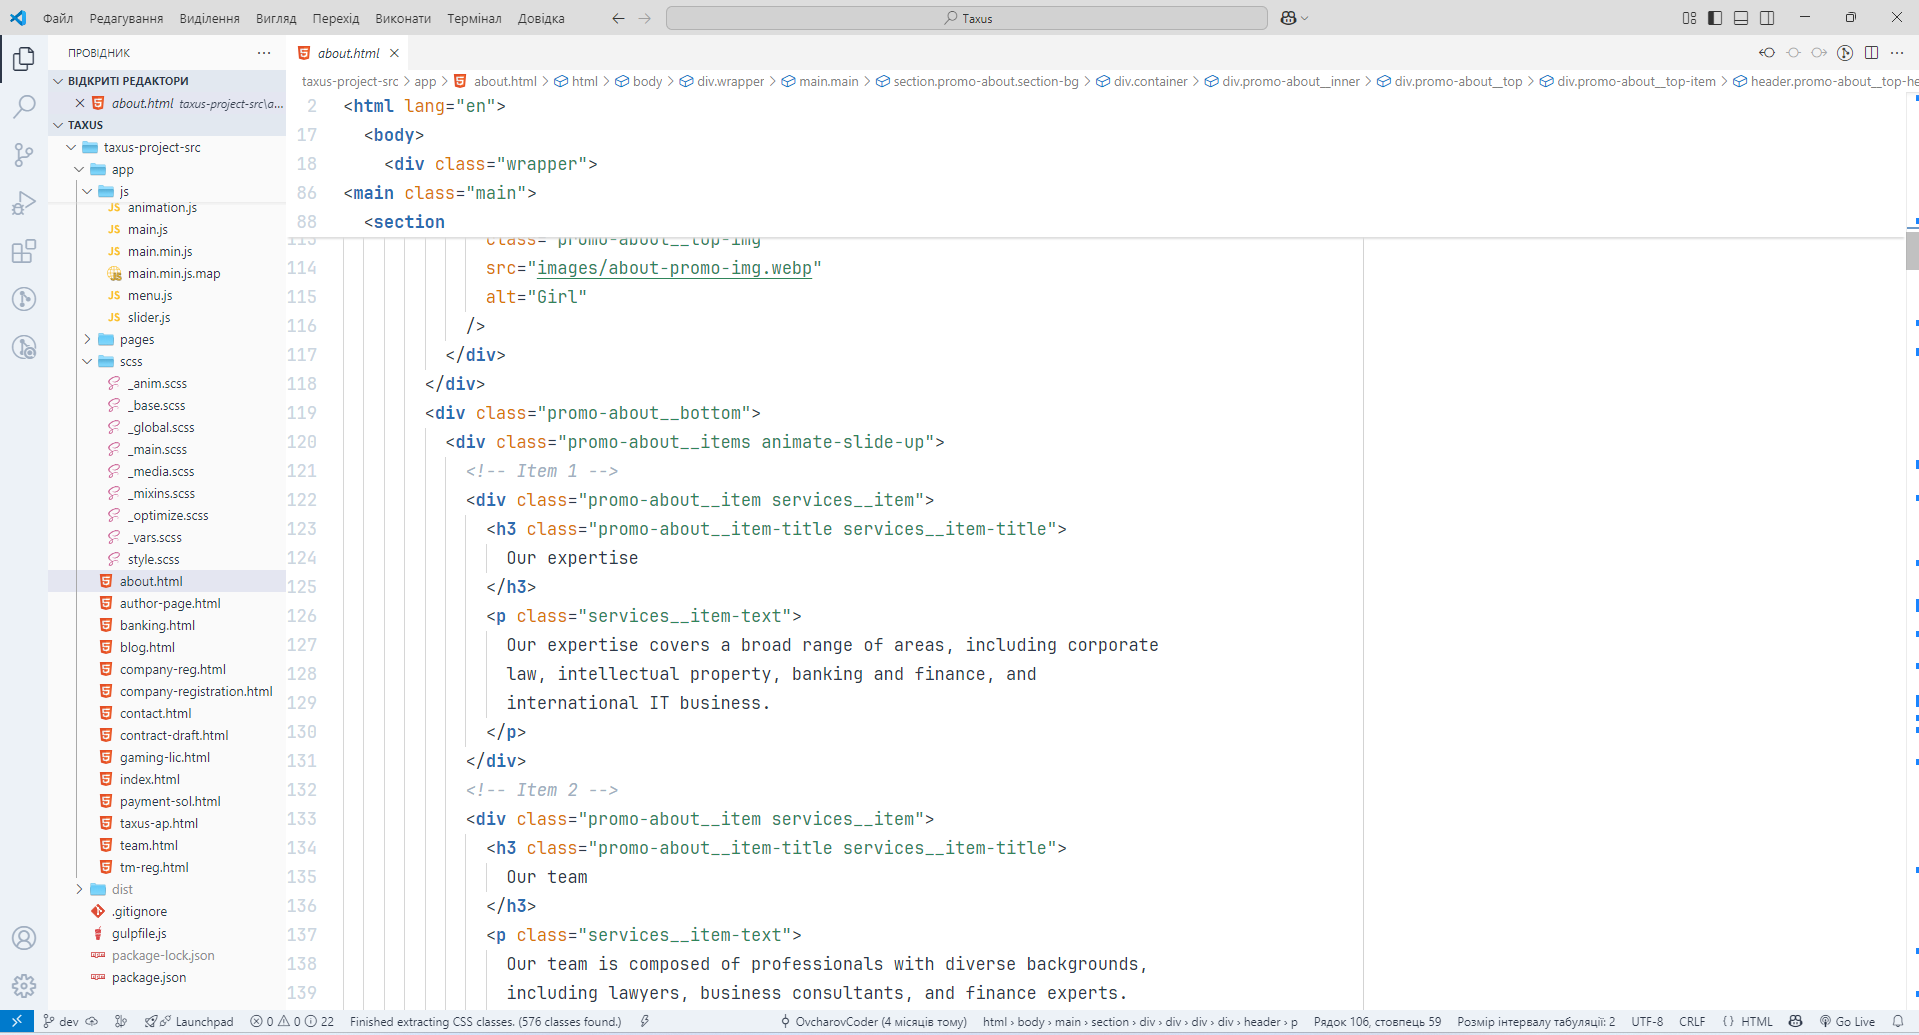 Файл Редагування Виділення Вигляд Перехід Виконати Термінал Довідка Taxus
ПРОВІДНИК
ВІДКРИТІ РЕДАКТОРИ
about.html taxus-project-src\a...
TAXUS
taxus-project-src
app
js
animation.js
main.js
main.min.js
main.min.js.map
menu.js
slider.js
pages
scss
_anim.scss
_base.scss
_global.scss
_main.scss
_media.scss
_mixins.scss
_optimize.scss
_vars.scss
style.scss
about.html
author-page.html
banking.html
blog.html
company-reg.html
company-registration.html
contact.html
contract-draft.html
gaming-lic.html
index.html
payment-sol.html
taxus-ap.html
team.html
tm-reg.html
dist
.gitignore
gulpfile.js
package-lock.json
package.json
about.html
taxus-project-src > app > about.html > html > body > div.wrapper > main.main > section.promo-about.section-bg > div.container > div.promo-about__inner > div.promo-about__top > div.promo-about__top-item > header.promo-about__top-he
2 <html lang="en">
17 <body>
18 <div class="wrapper">
86 <main class="main">
88 <section
113 class="promo-about__top-img"
114 src="images/about-promo-img.webp"
115 alt="Girl"
116 />
117 </div>
118 </div>
119 <div class="promo-about__bottom">
120 <div class="promo-about__items animate-slide-up">
121 <!-- Item 1 -->
122 <div class="promo-about__item services__item">
123 <h3 class="promo-about__item-title services__item-title">
124 Our expertise
125 </h3>
126 <p class="services__item-text">
127 Our expertise covers a broad range of areas, including corporate
128 law, intellectual property, banking and finance, and
129 international IT business.
130 </p>
131 </div>
132 <!-- Item 2 -->
133 <div class="promo-about__item services__item">
134 <h3 class="promo-about__item-title services__item-title">
135 Our team
136 </h3>
137 <p class="services__item-text">
138 Our team is composed of professionals with diverse backgrounds,
139 including lawyers, business consultants, and finance experts.
dev Launchpad 0 0 22 Finished extracting CSS classes. (576 classes found.) OvcharovCoder (4 місяців тому) html › body › main › section › div › div › div › div › header › p Рядок 106, стовпець 59 Розмір інтервалу табуляції: 2 UTF-8 CRLF {} HTML Go Live